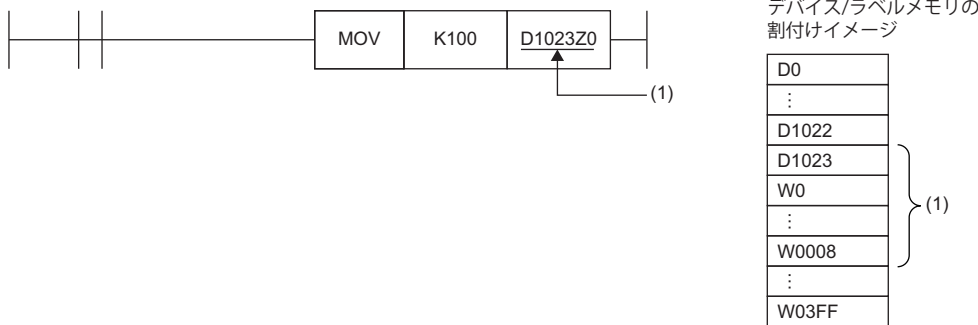 デバイス/ラベルメモリの
割付けイメージ
MOV K100 D1023Z0
(1)
D0
⋮
D1022
D1023
W0
⋮
W0008
⋮
W03FF
(1)